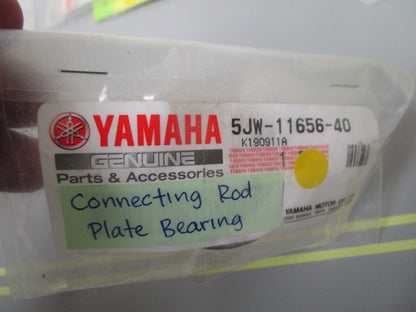 YAMAHA
GENUINE
Parts & Accessories
5JW-11656-40
K190911A
Connecting Rod
Plate Bearing
YAMAHA MOTOR